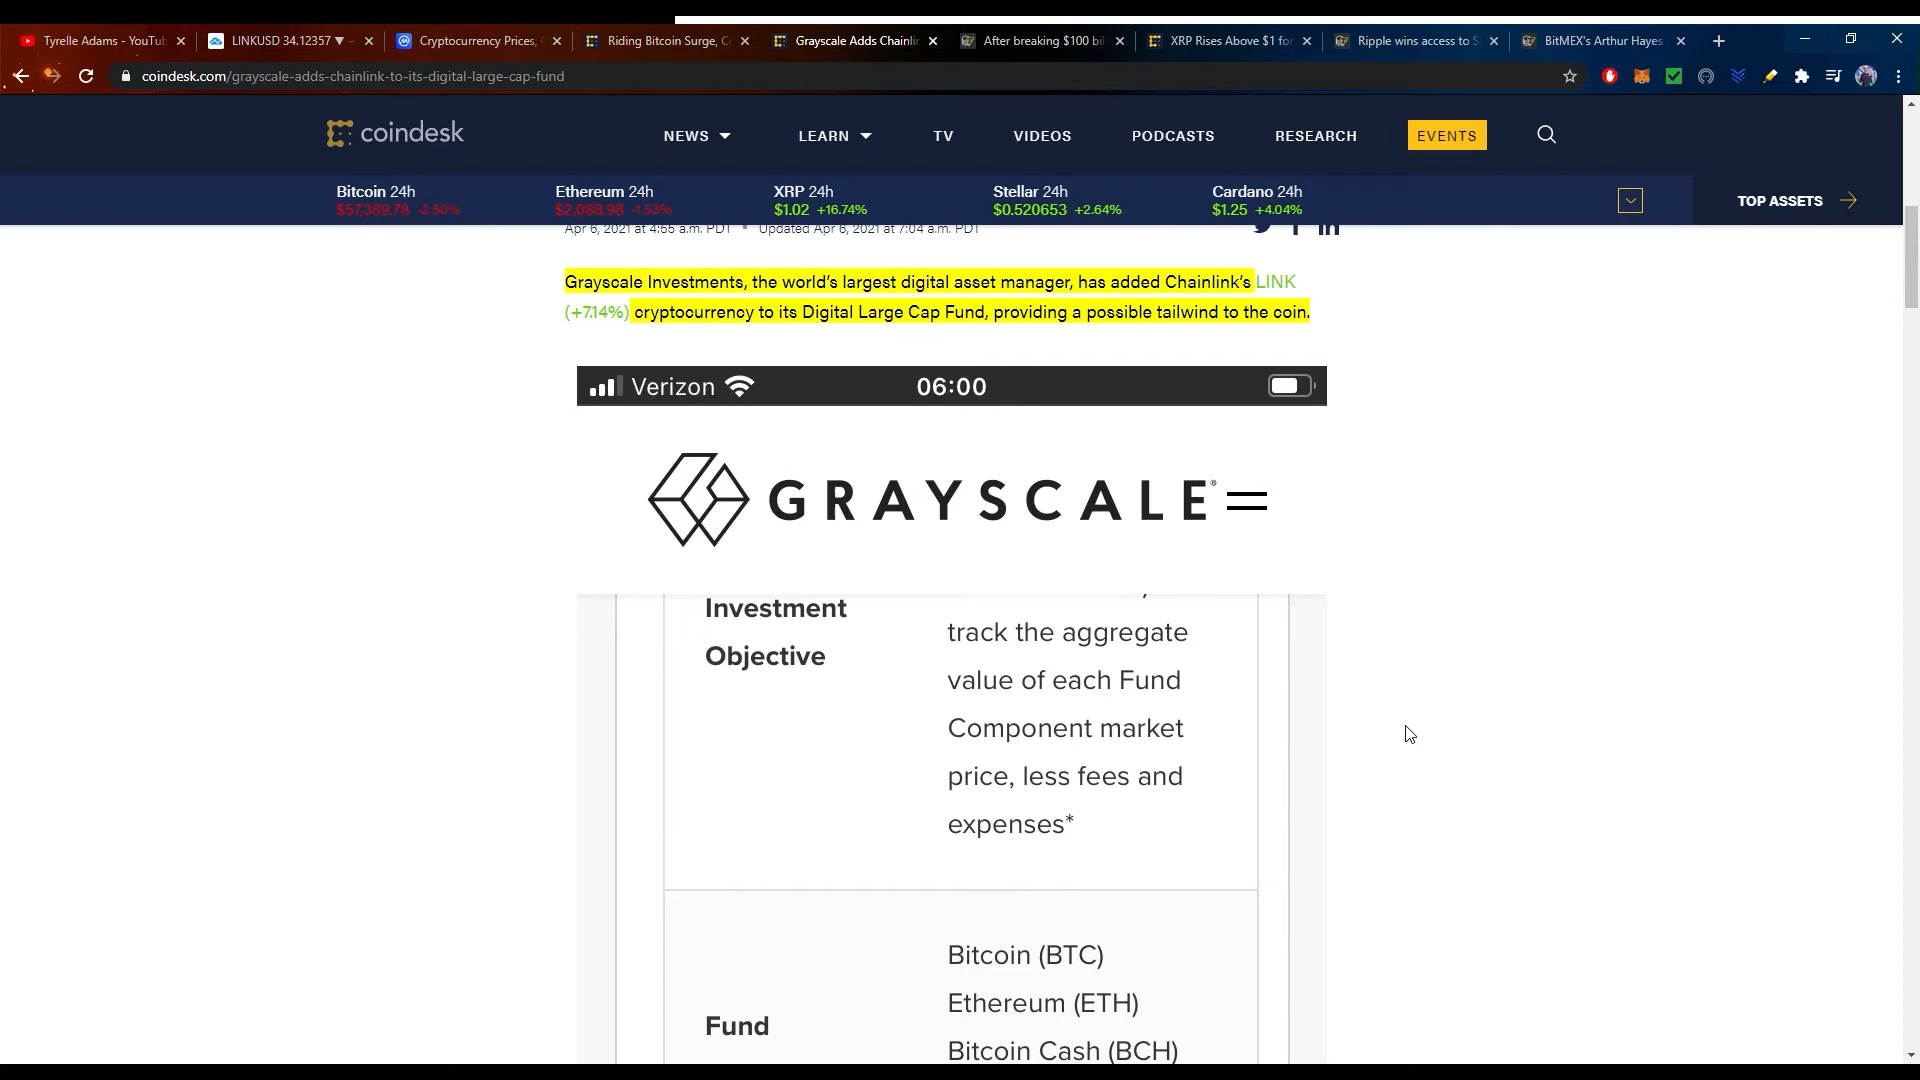 Tyrelle Adams - YouTub
LINKUSD 34.12357 ▼ -
Cryptocurrency Prices,
Riding Bitcoin Surge, C
Grayscale Adds Chainlin
After breaking $100 bil
XRP Rises Above $1 for
Ripple wins access to S
BitMEX's Arthur Hayes
coindesk.com/grayscale-adds-chainlink-to-its-digital-large-cap-fund
coindesk
NEWS
LEARN
TV
VIDEOS
PODCASTS
RESEARCH
EVENTS
Bitcoin 24h
$57,389.78 -2.50%
Ethereum 24h
$2,088.98 -1.53%
XRP 24h
$1.02 +16.74%
Stellar 24h
$0.520653 +2.64%
Cardano 24h
$1.25 +4.04%
TOP ASSETS
Apr 6, 2021 at 4:55 a.m. PDT • Updated Apr 6, 2021 at 7:04 a.m. PDT
Grayscale Investments, the world's largest digital asset manager, has added Chainlink's LINK
(+7.14%) cryptocurrency to its Digital Large Cap Fund, providing a possible tailwind to the coin.
Verizon
06:00
GRAYSCALE®
Investment
Objective
track the aggregate
value of each Fund
Component market
price, less fees and
expenses*
Fund
Bitcoin (BTC)
Ethereum (ETH)
Bitcoin Cash (BCH)